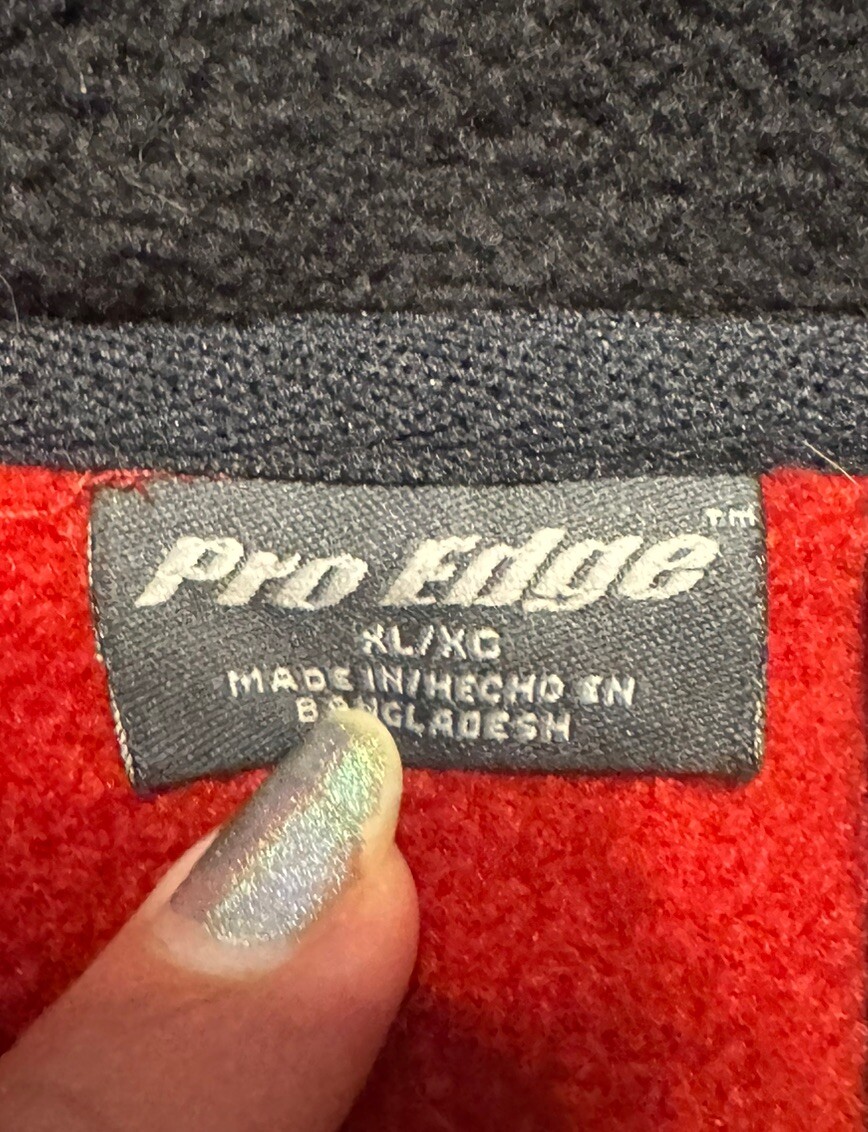 Pro Edge™
XL/XG
MADE IN/HECHO EN
BANGLADESH